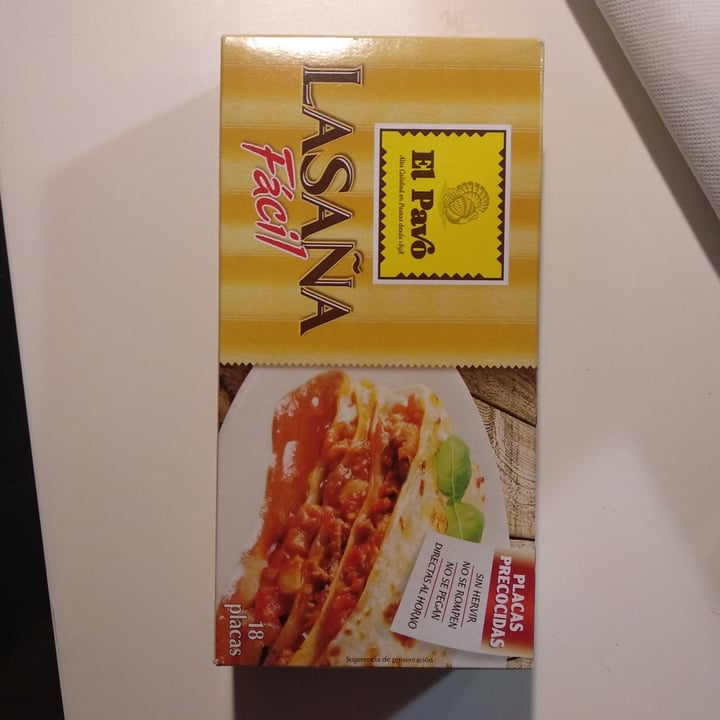 El Pavo
Alta Calidad en Pastas desde 1898
LASAÑA
Fácil
PLACAS
PRECOCIDAS
SIN HERVIR
NO SE ROMPEN
NO SE PEGAN
DIRECTAS AL HORNO
18
placas
Sugerencia de presentación